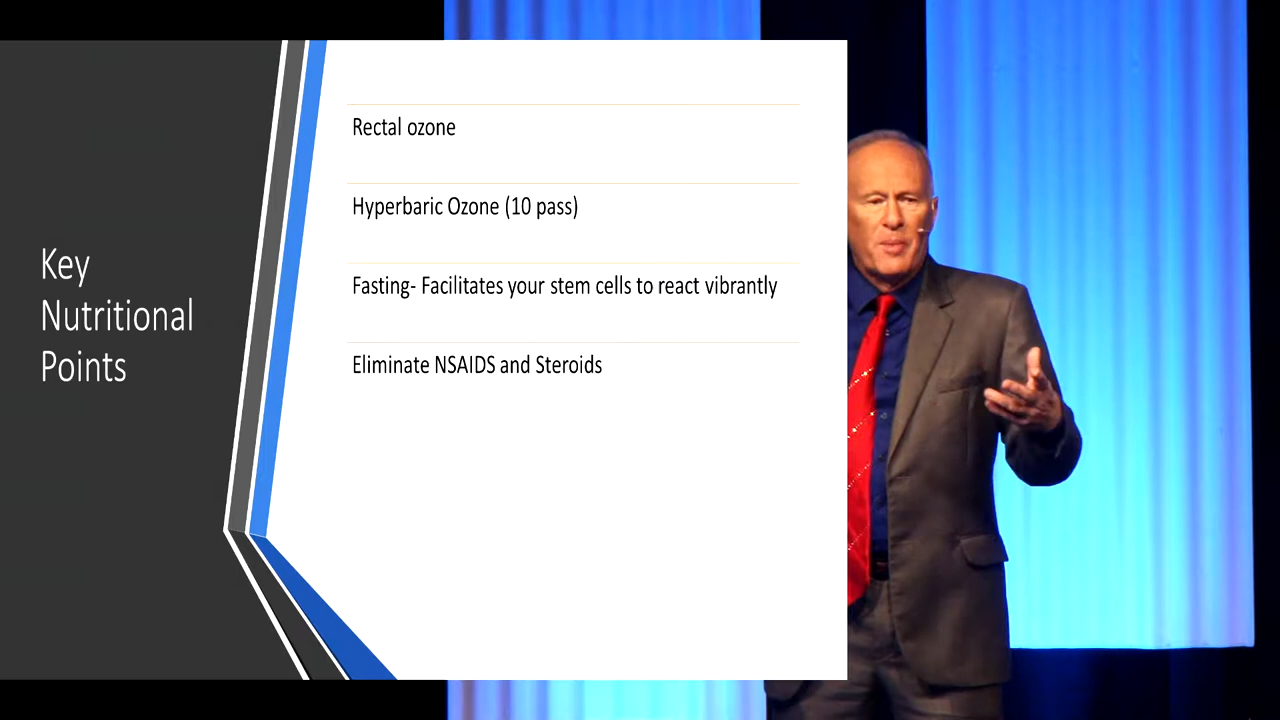 Key
Nutritional
Points
Rectal ozone
Hyperbaric Ozone (10 pass)
Fasting- Facilitates your stem cells to react vibrantly
Eliminate NSAIDS and Steroids